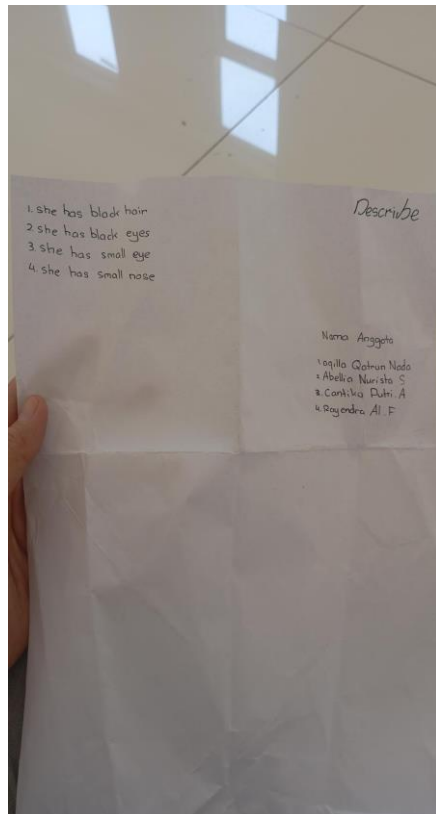 Describe
1. she has black hair
2. she has black eyes
3. she has small eye
4. she has small nose
Nama Anggota
1. aqilla Qatrun Nada
2. Abellia Nurista S
3. Cantika Putri. A
4. Rayendra Al. F